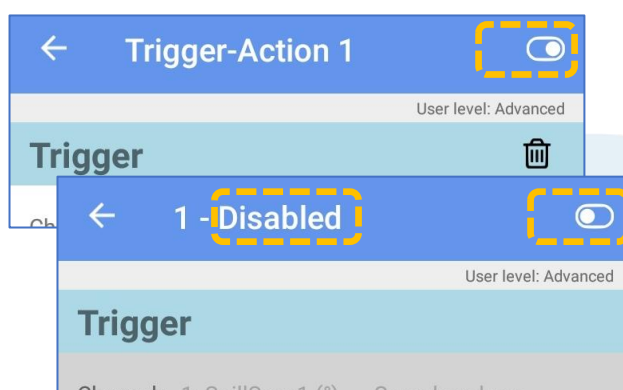 Trigger-Action 1
User level: Advanced
Trigger
1 - Disabled
User level: Advanced
Trigger